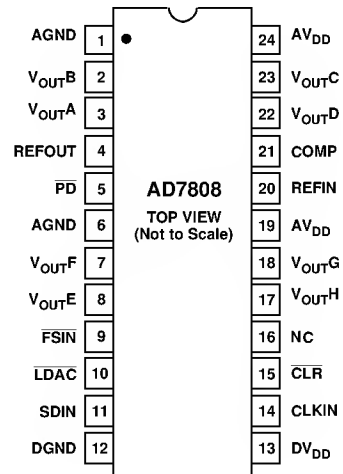 AGND 1 24 AVDD
VOUTB 2 23 VOUTC
VOUTA 3 22 VOUTD
REFOUT 4 21 COMP
PD 5 20 REFIN
AGND 6 19 AVDD
VOUTF 7 18 VOUTG
VOUTE 8 17 VOUTH
FSIN 9 16 NC
LDAC 10 15 CLR
SDIN 11 14 CLKIN
DGND 12 13 DVDD
AD7808
TOP VIEW
(Not to Scale)